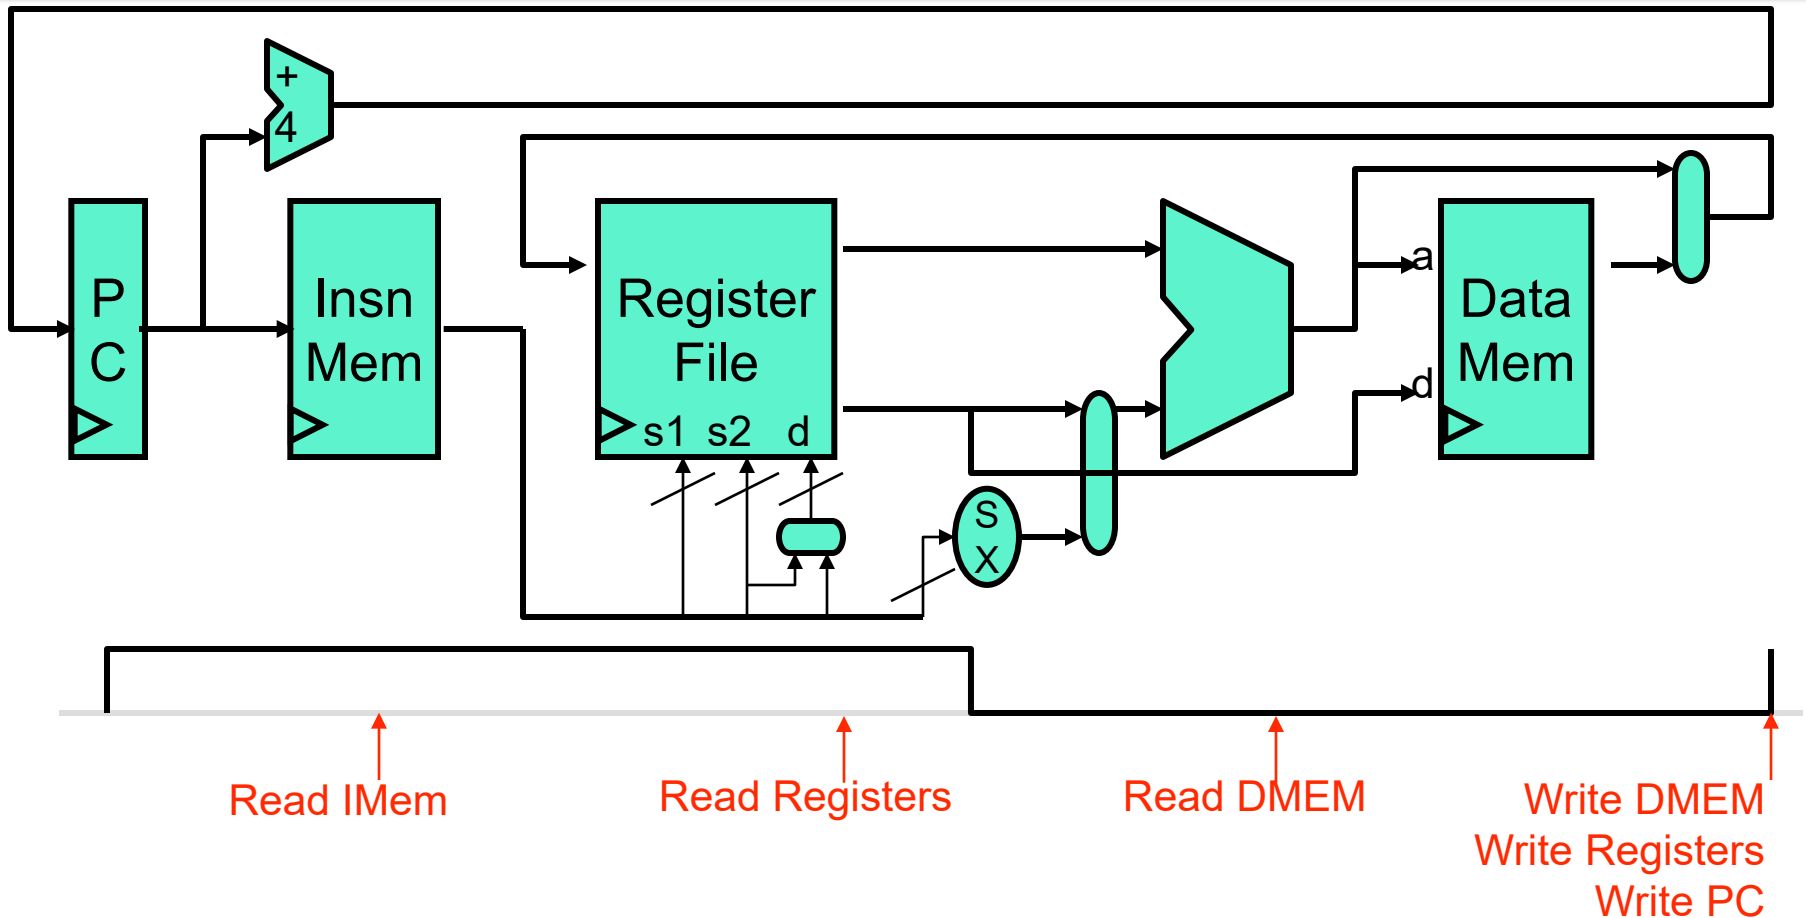 +
4
P
C
Insn
Mem
Register
File
s1 s2 d
a
d
Data
Mem
S
X
Read IMem
Read Registers
Read DMEM
Write DMEM
Write Registers
Write PC